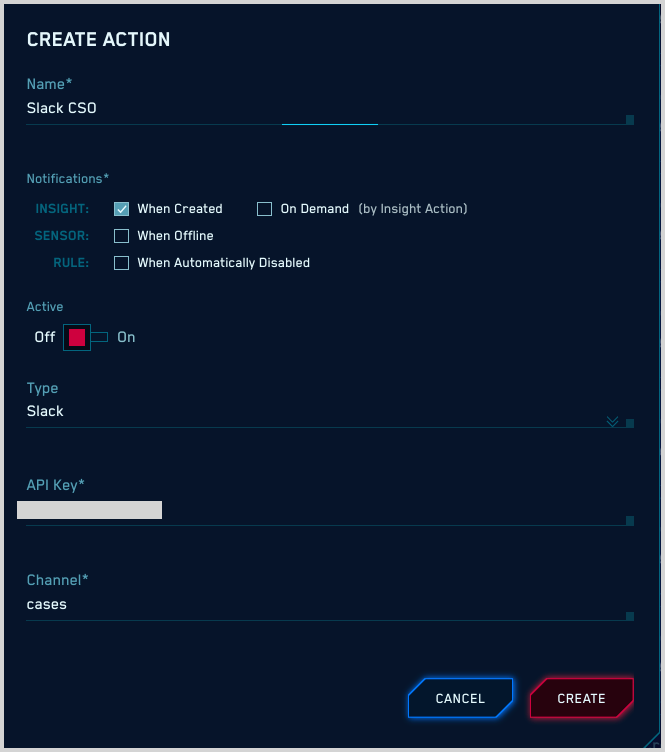 CREATE ACTION
Name*
Slack CSO
Notifications*
INSIGHT: When Created On Demand (by Insight Action)
SENSOR: When Offline
RULE: When Automatically Disabled
Active
Off On
Type
Slack
API Key*
Channel*
cases
CANCEL CREATE